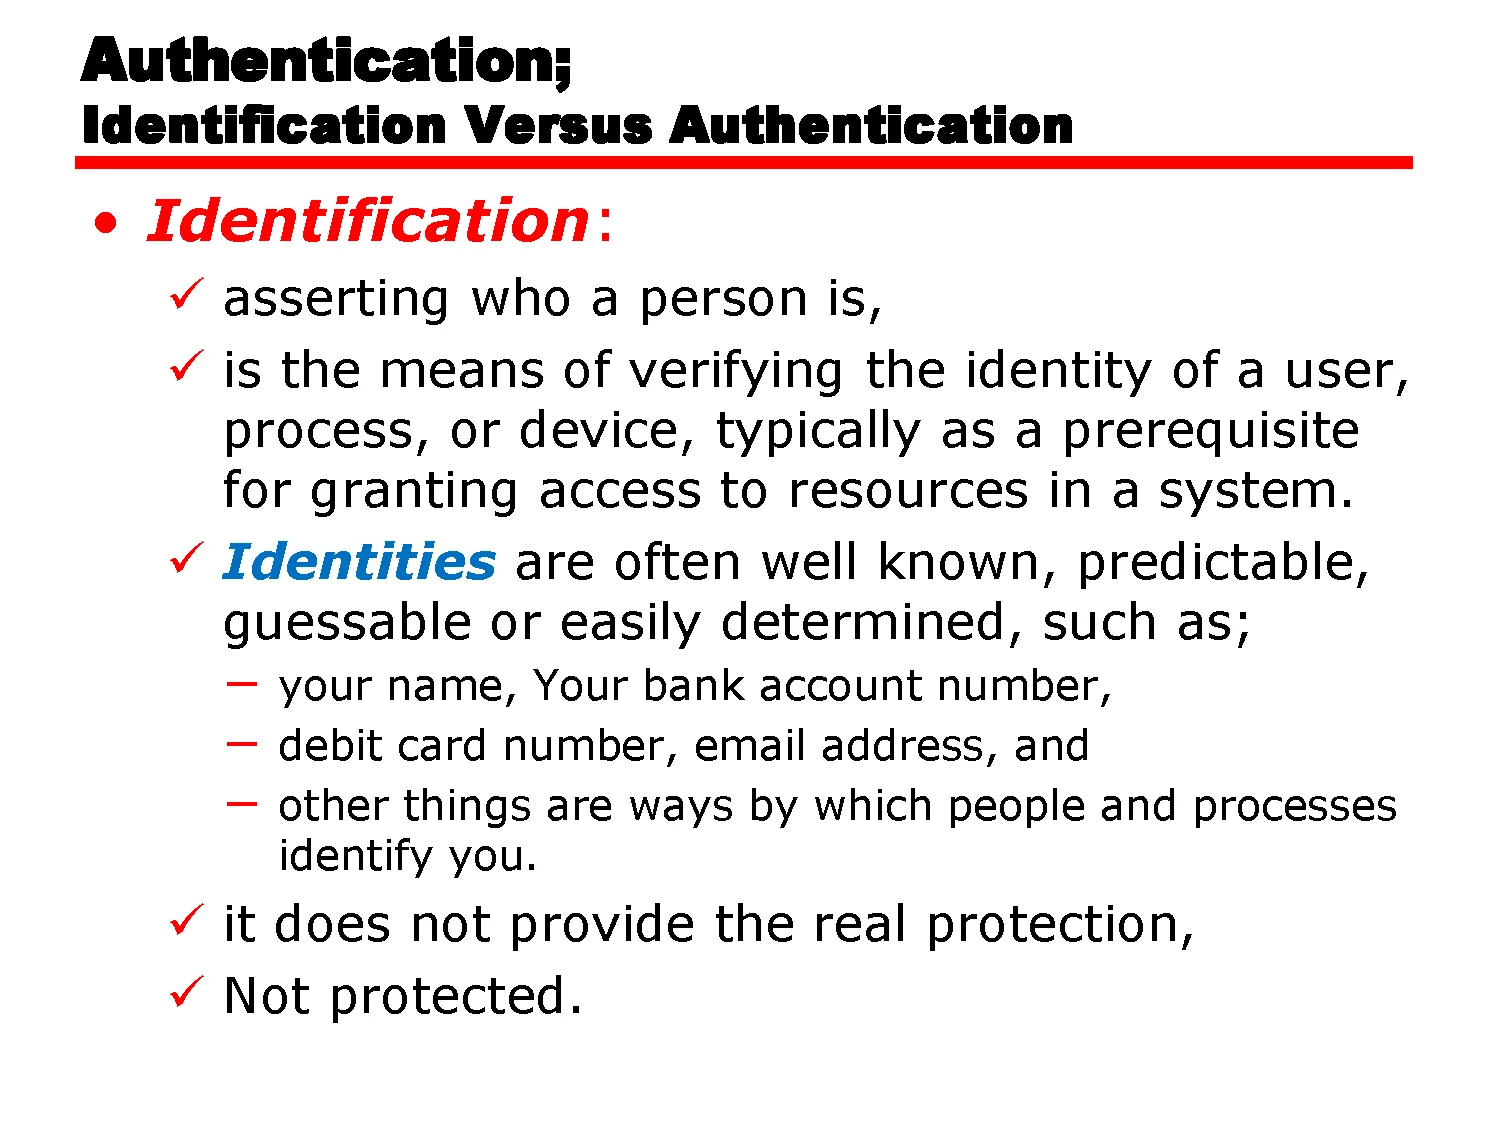 Authentication;
Identification Versus Authentication
• Identification:
✓ asserting who a person is,
✓ is the means of verifying the identity of a user,
process, or device, typically as a prerequisite
for granting access to resources in a system.
✓ Identities are often well known, predictable,
guessable or easily determined, such as;
– your name, Your bank account number,
– debit card number, email address, and
– other things are ways by which people and processes
identify you.
✓ it does not provide the real protection,
✓ Not protected.